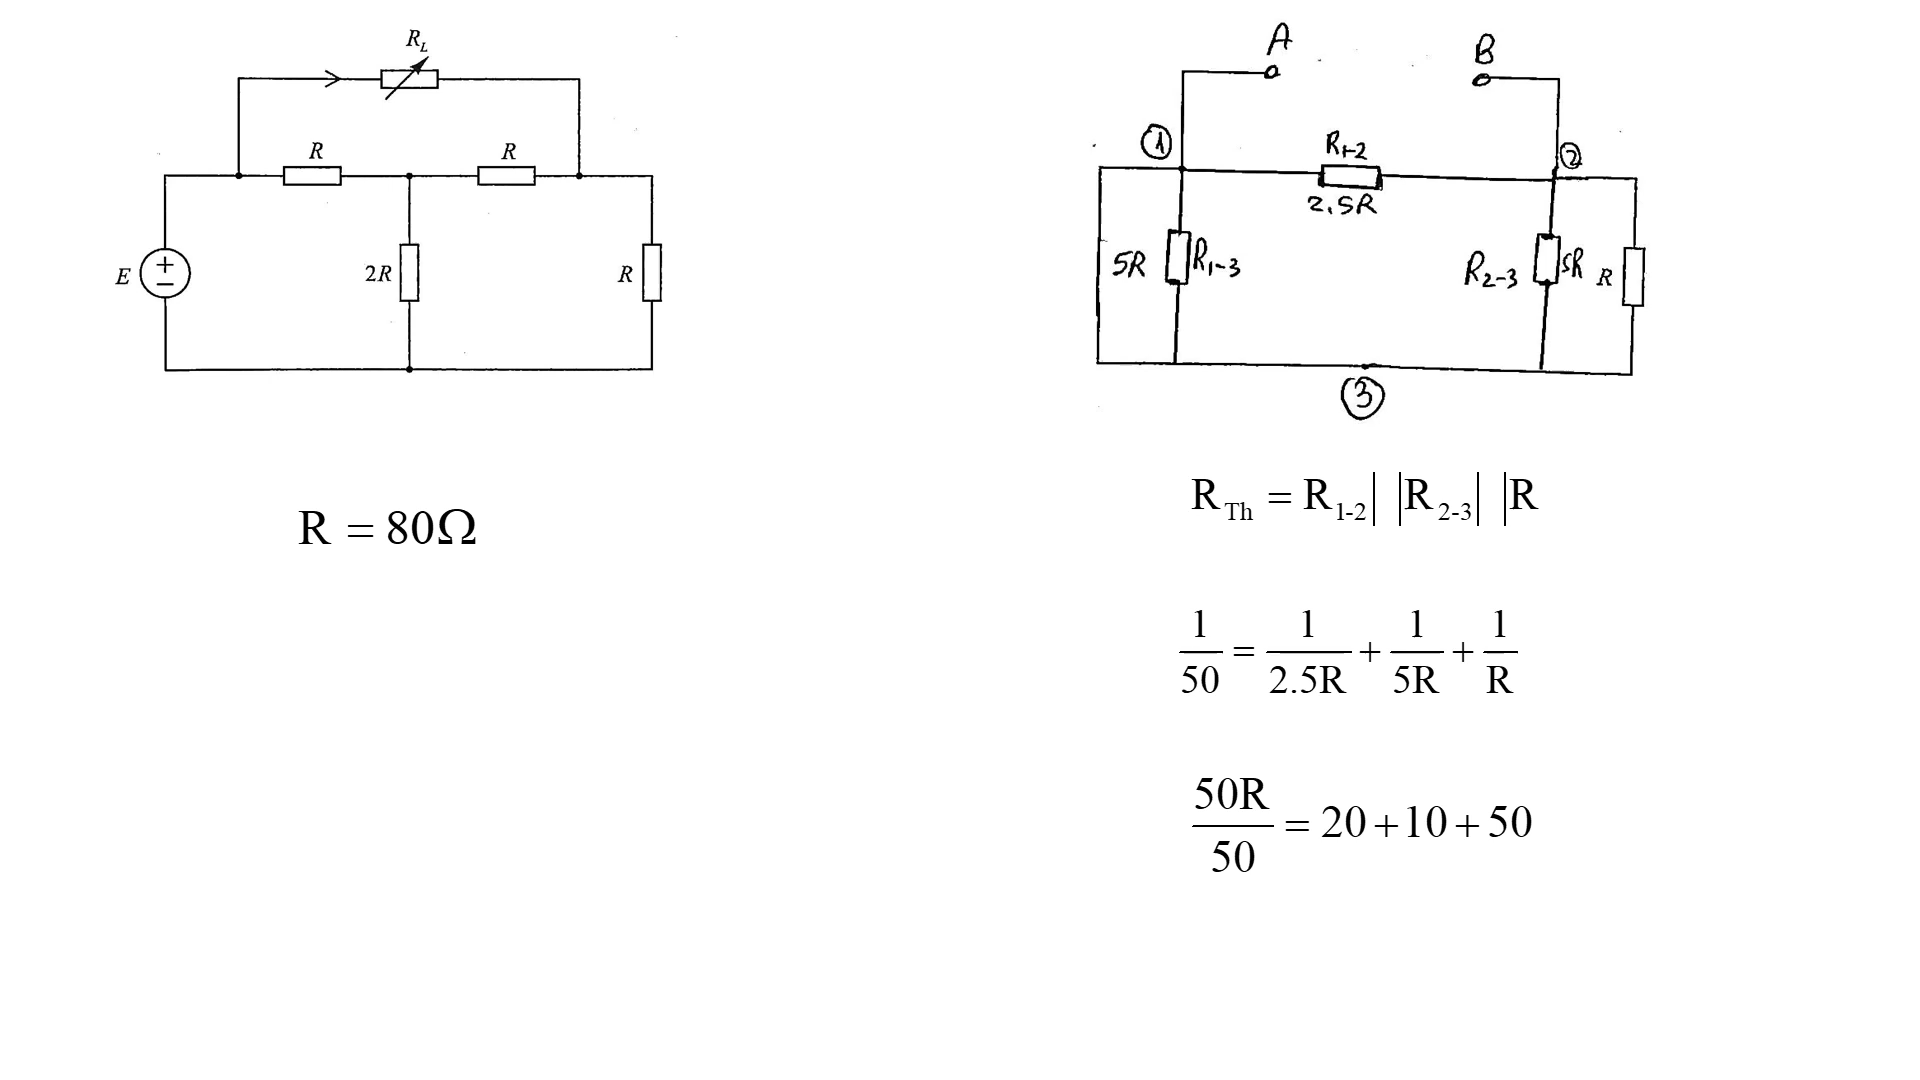 R_L
R R
E + − 2R R
R = 80Ω
A B
① R₁₋₂ ②
2.5R
5R R₁₋₃ R₂₋₃ 5R R
③
R_Th = R₁₋₂| |R₂₋₃| |R
1/50 = 1/2.5R + 1/5R + 1/R
50R/50 = 20+10+50